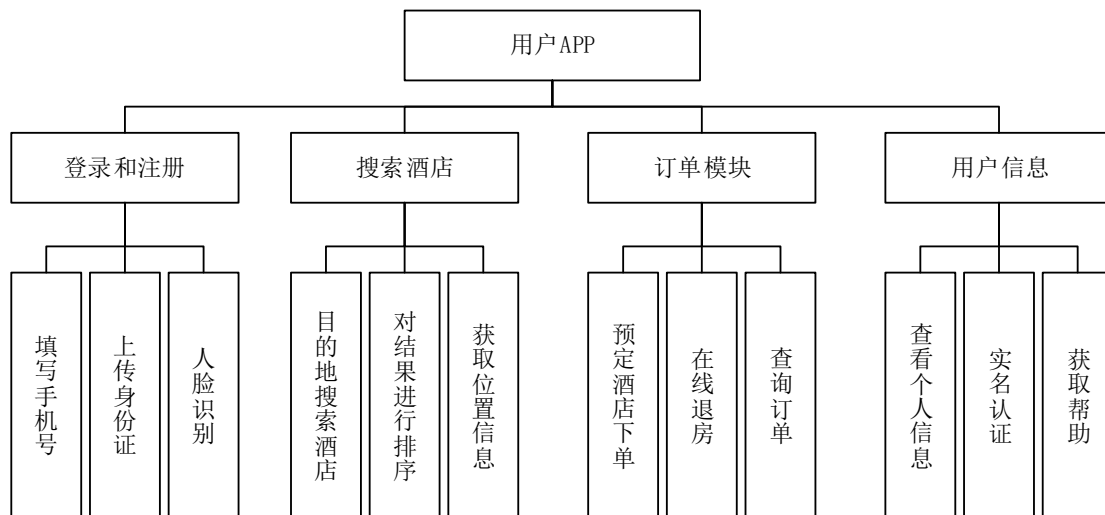 用户APP
登录和注册
搜索酒店
订单模块
用户信息
填写手机号
上传身份证
人脸识别
目的地搜索酒店
对结果进行排序
获取位置信息
预定酒店下单
在线退房
查询订单
查看个人信息
实名认证
获取帮助